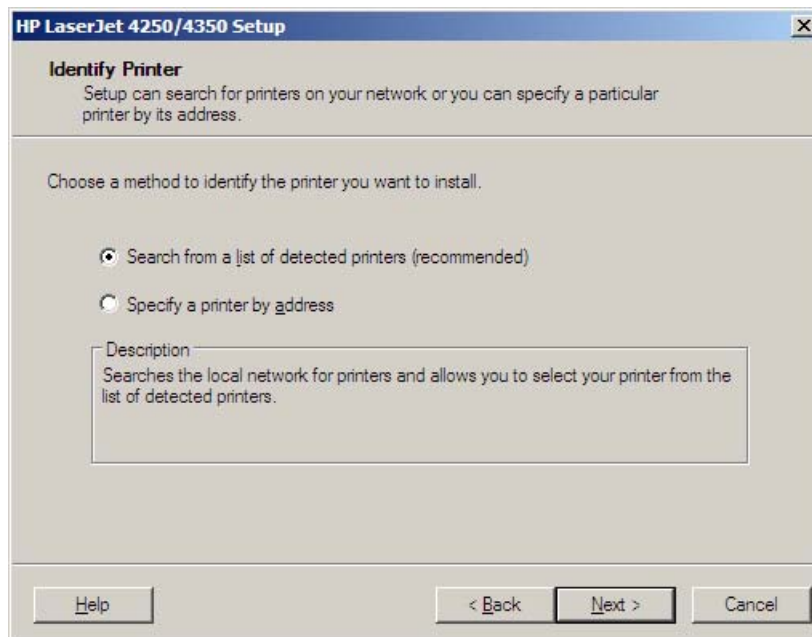 HP LaserJet 4250/4350 Setup
Identify Printer
Setup can search for printers on your network or you can specify a particular
printer by its address.
Choose a method to identify the printer you want to install.
Search from a list of detected printers (recommended)
Specify a printer by address
Description
Searches the local network for printers and allows you to select your printer from the
list of detected printers.
Help
< Back
Next >
Cancel